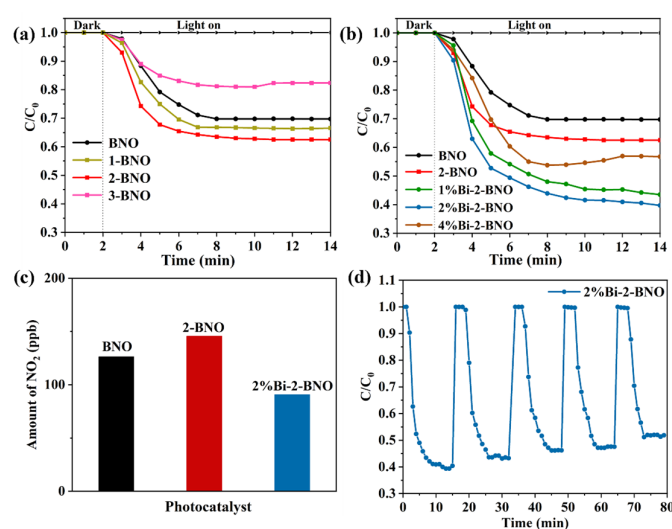 (a)
Dark
Light on
1.0
0.9
0.8
0.7
0.6
0.5
0.4
0.3
C/C₀
BNO
1-BNO
2-BNO
3-BNO
0 2 4 6 8 10 12 14
Time (min)
(b)
Dark
Light on
1.0
0.9
0.8
0.7
0.6
0.5
0.4
0.3
C/C₀
BNO
2-BNO
1%Bi-2-BNO
2%Bi-2-BNO
4%Bi-2-BNO
0 2 4 6 8 10 12 14
Time (min)
(c)
200
100
0
Amount of NO₂ (ppb)
BNO
2-BNO
2%Bi-2-BNO
Photocatalyst
(d)
2%Bi-2-BNO
1.1
1.0
0.9
0.8
0.7
0.6
0.5
0.4
0.3
C/C₀
0 10 20 30 40 50 60 70 80
Time (min)